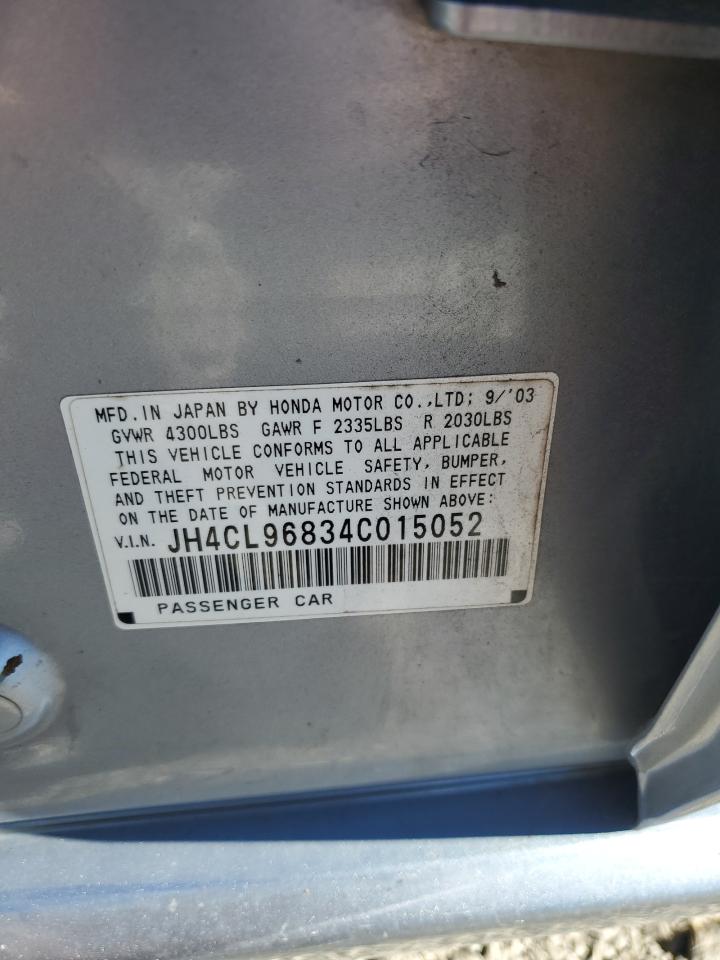 MFD.IN JAPAN BY HONDA MOTOR CO.,LTD; 9/'03
GVWR 4300LBS GAWR F 2335LBS R 2030LBS
THIS VEHICLE CONFORMS TO ALL APPLICABLE
FEDERAL MOTOR VEHICLE SAFETY, BUMPER,
AND THEFT PREVENTION STANDARDS IN EFFECT
ON THE DATE OF MANUFACTURE SHOWN ABOVE:
V.I.N. JH4CL96834C015052
PASSENGER CAR